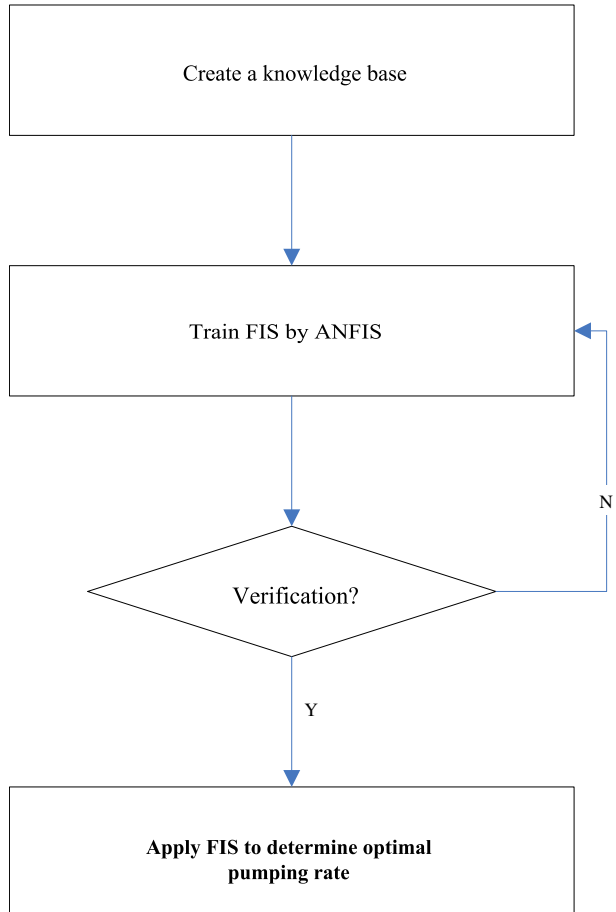 Create a knowledge base
Train FIS by ANFIS
N
Verification?
Y
Apply FIS to determine optimal
pumping rate